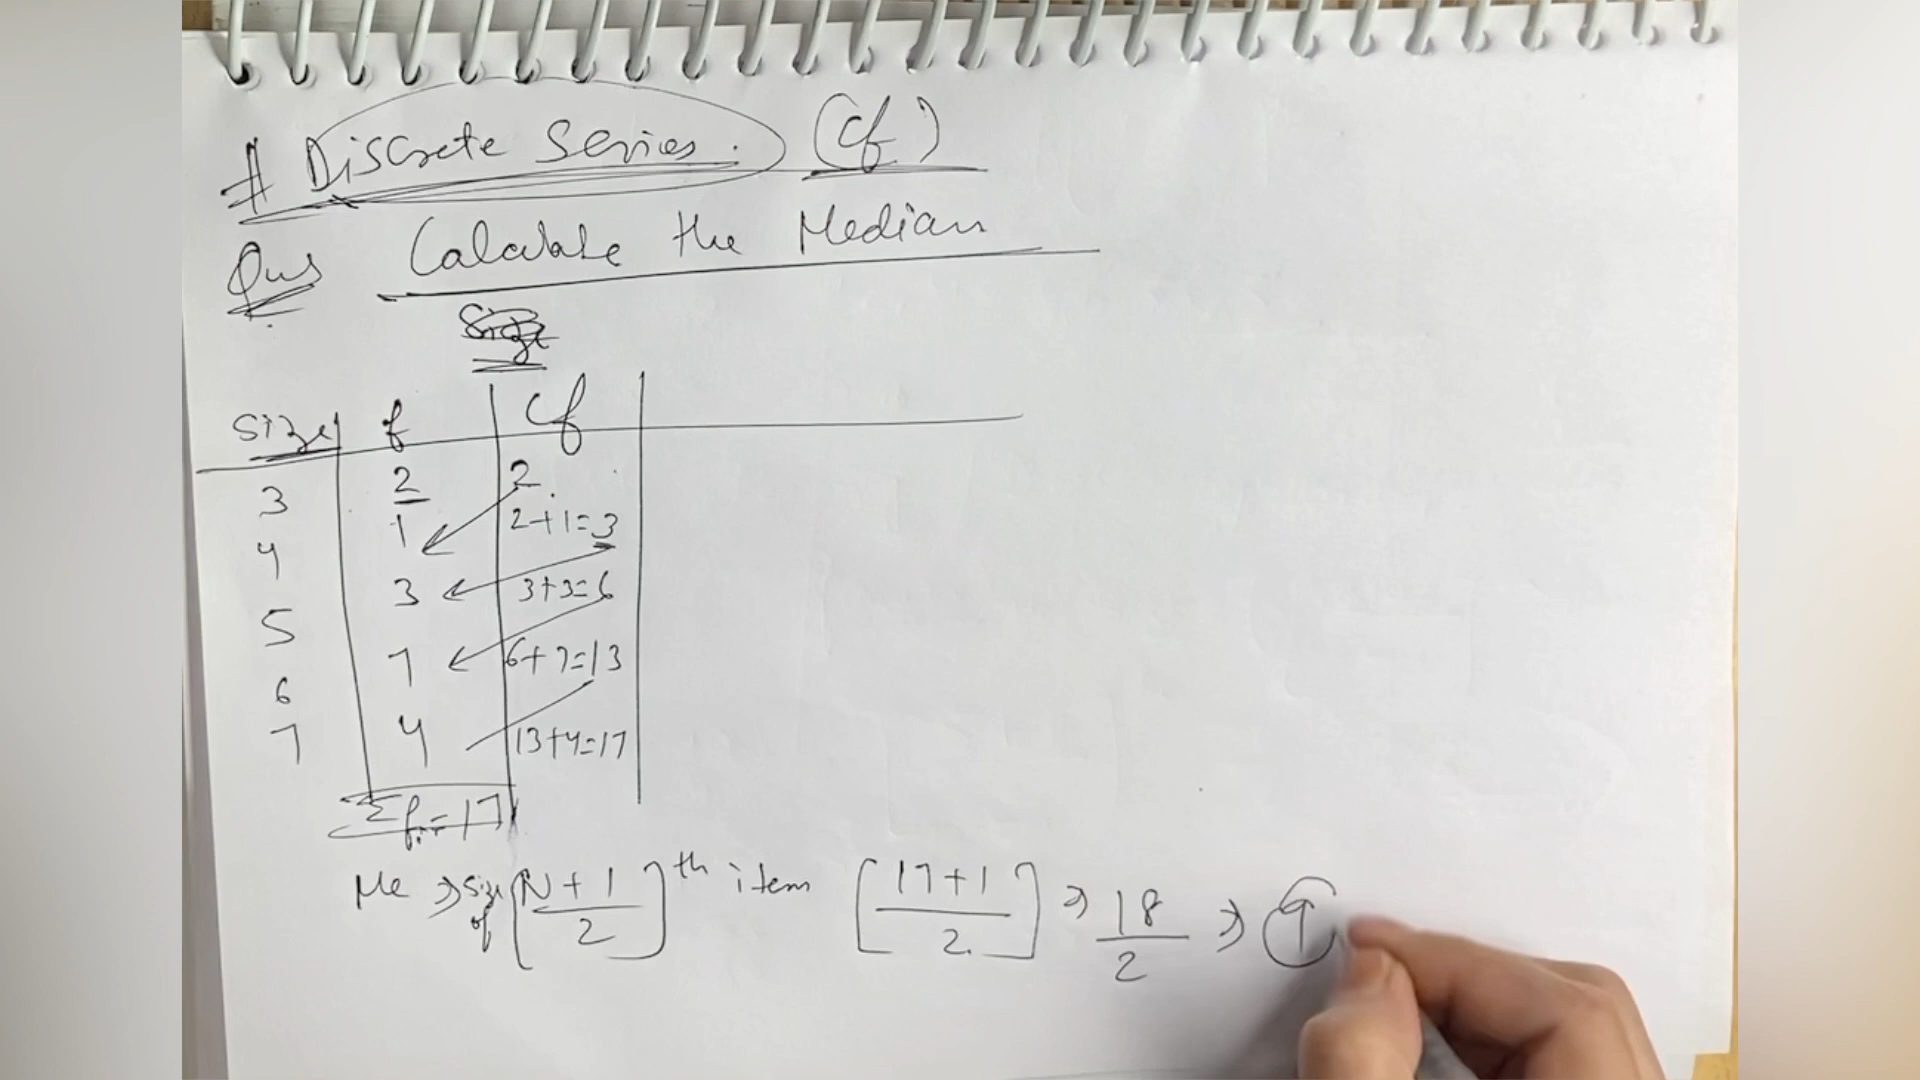 # Discrete Series. (Cf)
Qus Calculate the Median
Size f Cf
3 2 2
4 1 2+1=3
5 3 3+3=6
6 7 6+7=13
7 4 13+4=17
Σf = 17
Me ⇒ Size of [N+1/2]th item [17+1/2] ⇒ 18/2 ⇒ 9